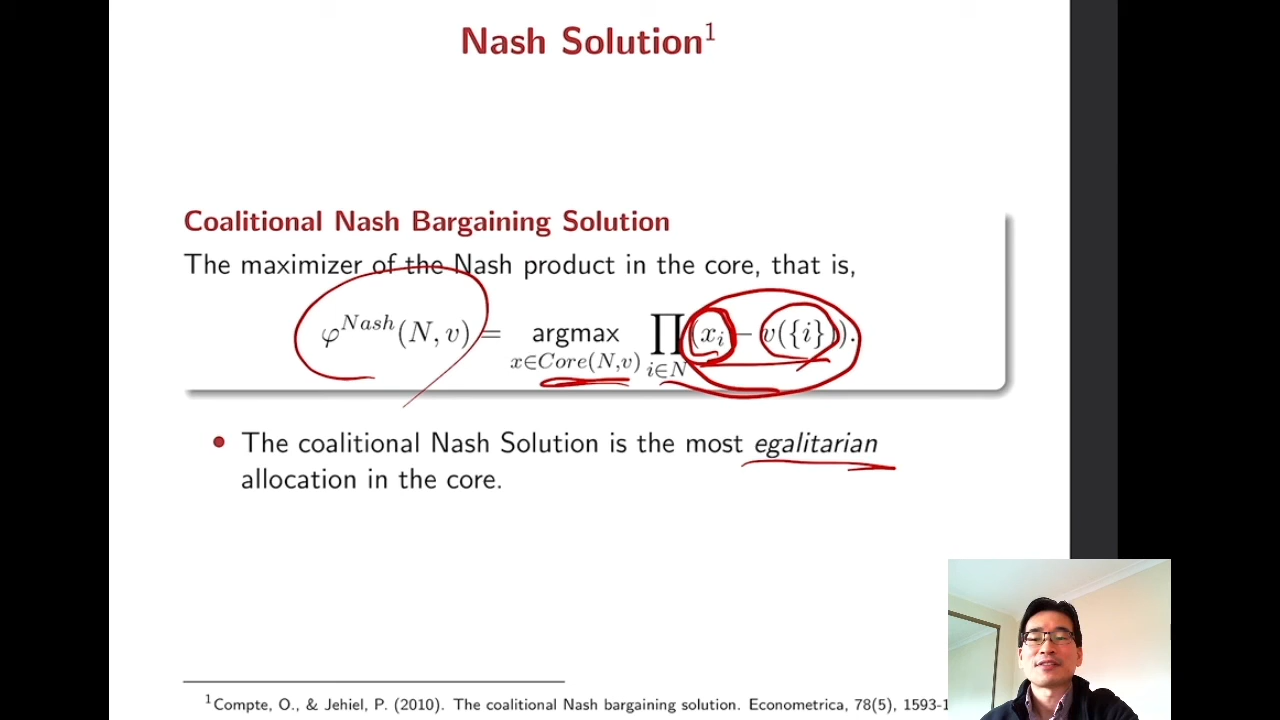 Nash Solution¹
Coalitional Nash Bargaining Solution
The maximizer of the Nash product in the core, that is,
φ^{Nash}(N, v) = argmax_{x∈Core(N,v)} ∏_{i∈N} (x_i − v({i})).
• The coalitional Nash Solution is the most egalitarian
allocation in the core.
¹Compte, O., & Jehiel, P. (2010). The coalitional Nash bargaining solution. Econometrica, 78(5), 1593-1